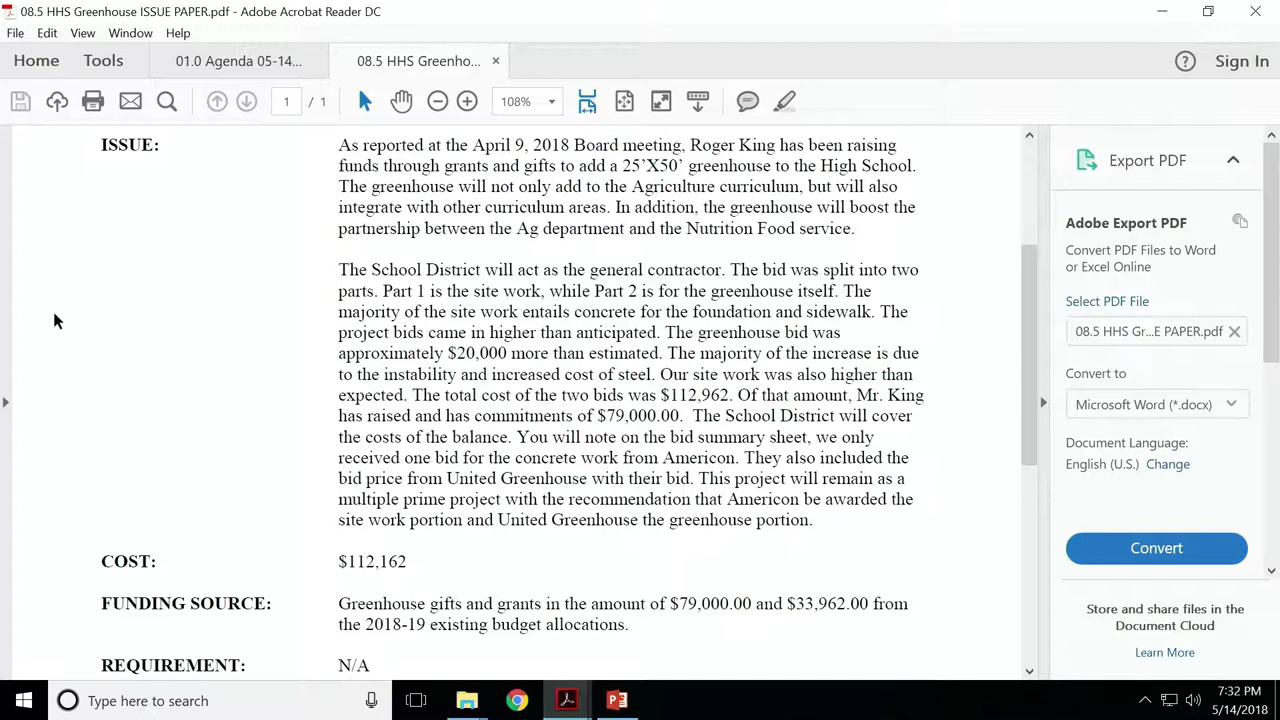 08.5 HHS Greenhouse ISSUE PAPER.pdf - Adobe Acrobat Reader DC
File Edit View Window Help
Home Tools 01.0 Agenda 05-14... 08.5 HHS Greenho... × Sign In
1 / 1 108%
ISSUE: As reported at the April 9, 2018 Board meeting, Roger King has been raising
funds through grants and gifts to add a 25’X50’ greenhouse to the High School.
The greenhouse will not only add to the Agriculture curriculum, but will also
integrate with other curriculum areas. In addition, the greenhouse will boost the
partnership between the Ag department and the Nutrition Food service.
The School District will act as the general contractor. The bid was split into two
parts. Part 1 is the site work, while Part 2 is for the greenhouse itself. The
majority of the site work entails concrete for the foundation and sidewalk. The
project bids came in higher than anticipated. The greenhouse bid was
approximately $20,000 more than estimated. The majority of the increase is due
to the instability and increased cost of steel. Our site work was also higher than
expected. The total cost of the two bids was $112,962. Of that amount, Mr. King
has raised and has commitments of $79,000.00. The School District will cover
the costs of the balance. You will note on the bid summary sheet, we only
received one bid for the concrete work from American. They also included the
bid price from United Greenhouse with their bid. This project will remain as a
multiple prime project with the recommendation that Americon be awarded the
site work portion and United Greenhouse the greenhouse portion.
COST: $112,162
FUNDING SOURCE: Greenhouse gifts and grants in the amount of $79,000.00 and $33,962.00 from
the 2018-19 existing budget allocations.
REQUIREMENT: N/A
Export PDF
Adobe Export PDF
Convert PDF Files to Word
or Excel Online
Select PDF File
08.5 HHS Gr...E PAPER.pdf
Convert to
Microsoft Word (*.docx)
Document Language:
English (U.S.) Change
Convert
Store and share files in the
Document Cloud
Learn More
Type here to search
7:32 PM
5/14/2018